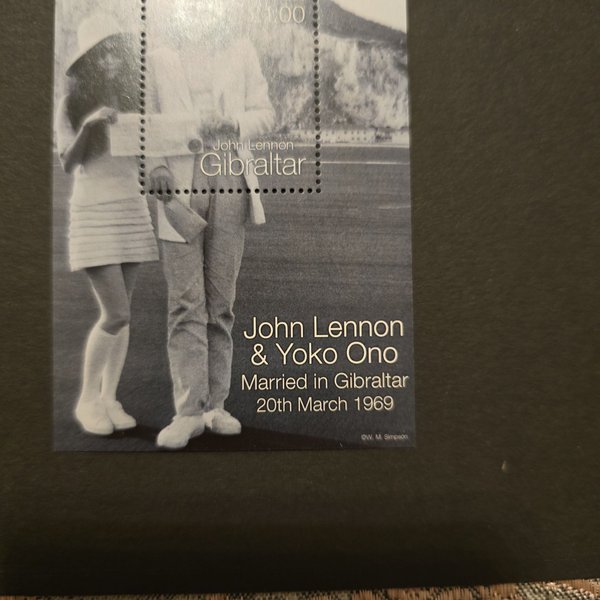 £1.00
John Lennon
Gibraltar
John Lennon
& Yoko Ono
Married in Gibraltar
20th March 1969
©W. M. Simpson